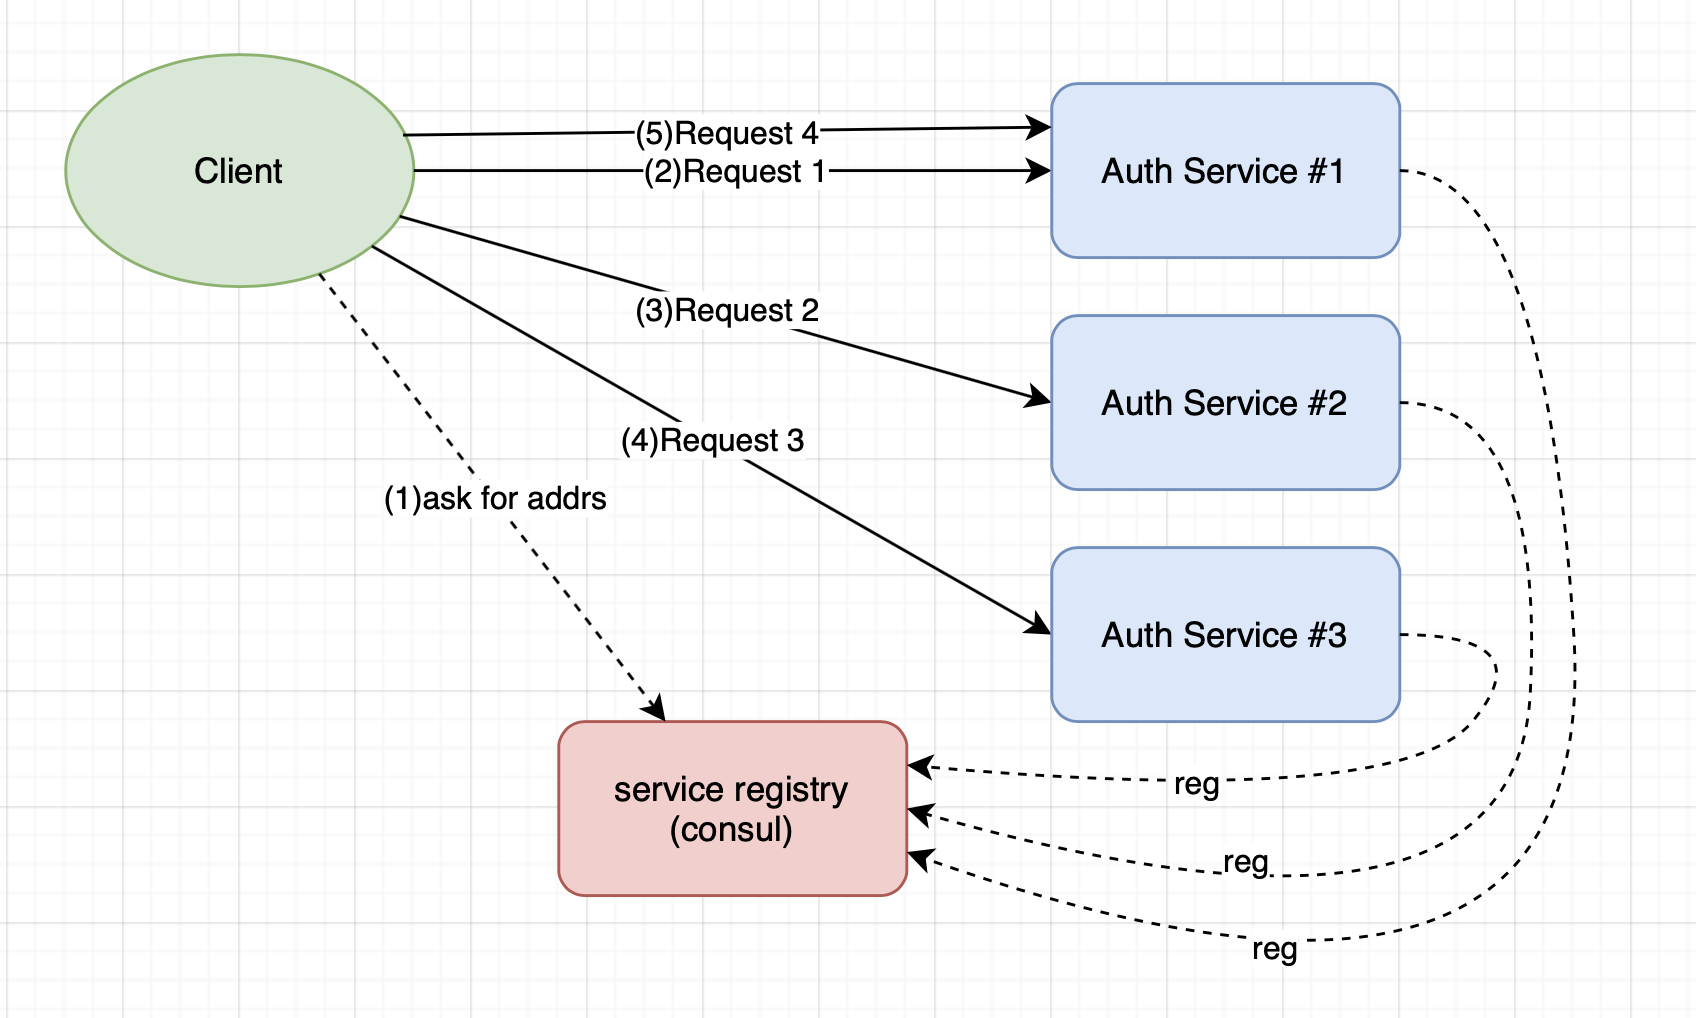 Client
(5)Request 4
(2)Request 1
Auth Service #1
(3)Request 2
Auth Service #2
(4)Request 3
(1)ask for addrs
Auth Service #3
service registry
(consul)
reg
reg
reg